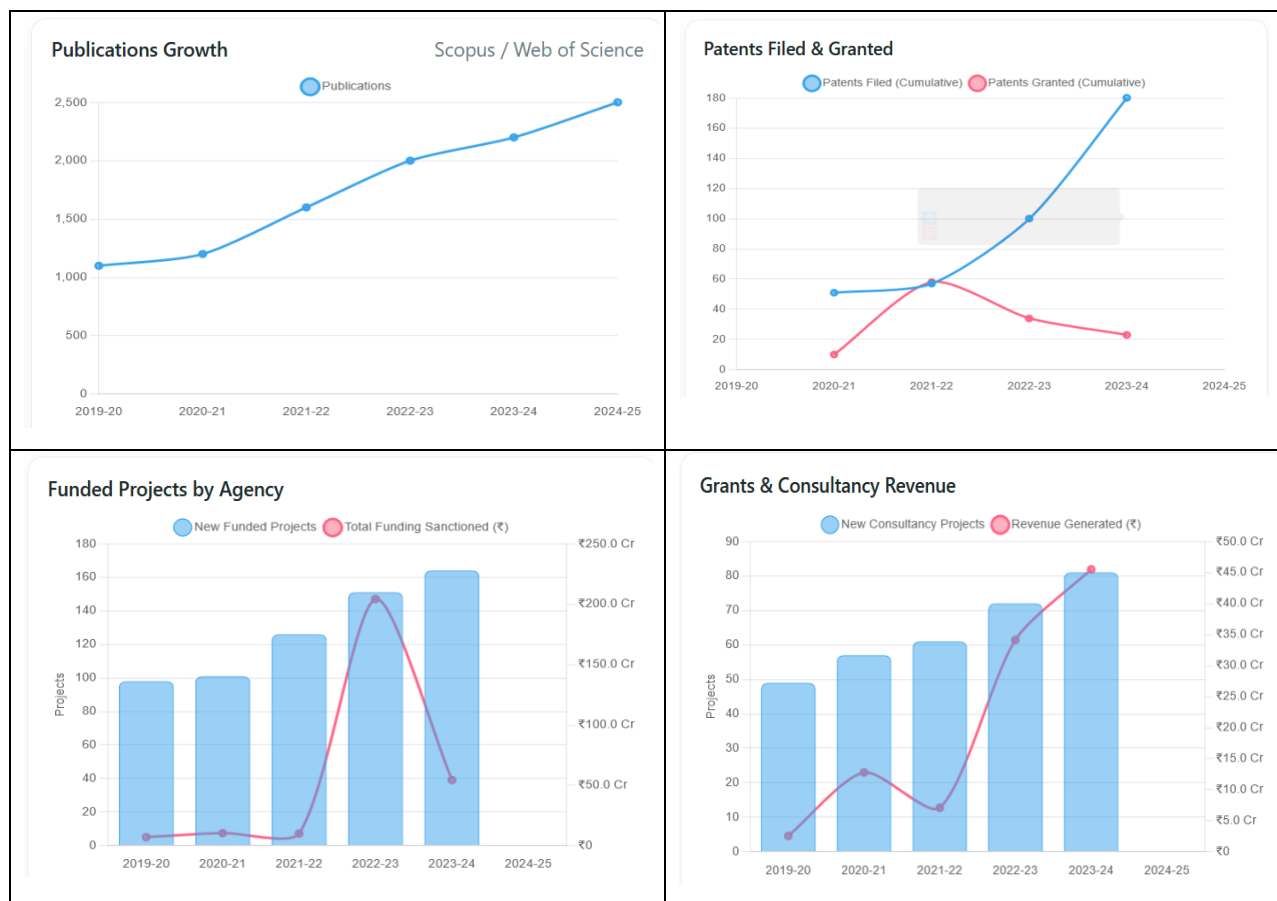 Publications Growth
Scopus / Web of Science
Publications
2,500
2,000
1,500
1,000
500
0
2019-20 2020-21 2021-22 2022-23 2023-24 2024-25
Patents Filed & Granted
Patents Filed (Cumulative) Patents Granted (Cumulative)
180
160
140
120
100
80
60
40
20
0
2019-20 2020-21 2021-22 2022-23 2023-24 2024-25
Funded Projects by Agency
New Funded Projects Total Funding Sanctioned (₹)
180 ₹250.0 Cr
160
140 ₹200.0 Cr
120
100 ₹150.0 Cr
80 ₹100.0 Cr
60
40 ₹50.0 Cr
20
0 ₹0
Projects
2019-20 2020-21 2021-22 2022-23 2023-24 2024-25
Grants & Consultancy Revenue
New Consultancy Projects Revenue Generated (₹)
90 ₹50.0 Cr
80 ₹45.0 Cr
70 ₹40.0 Cr
₹35.0 Cr
60 ₹30.0 Cr
50 ₹25.0 Cr
40 ₹20.0 Cr
30 ₹15.0 Cr
20 ₹10.0 Cr
10 ₹5.0 Cr
0 ₹0
Projects
2019-20 2020-21 2021-22 2022-23 2023-24 2024-25